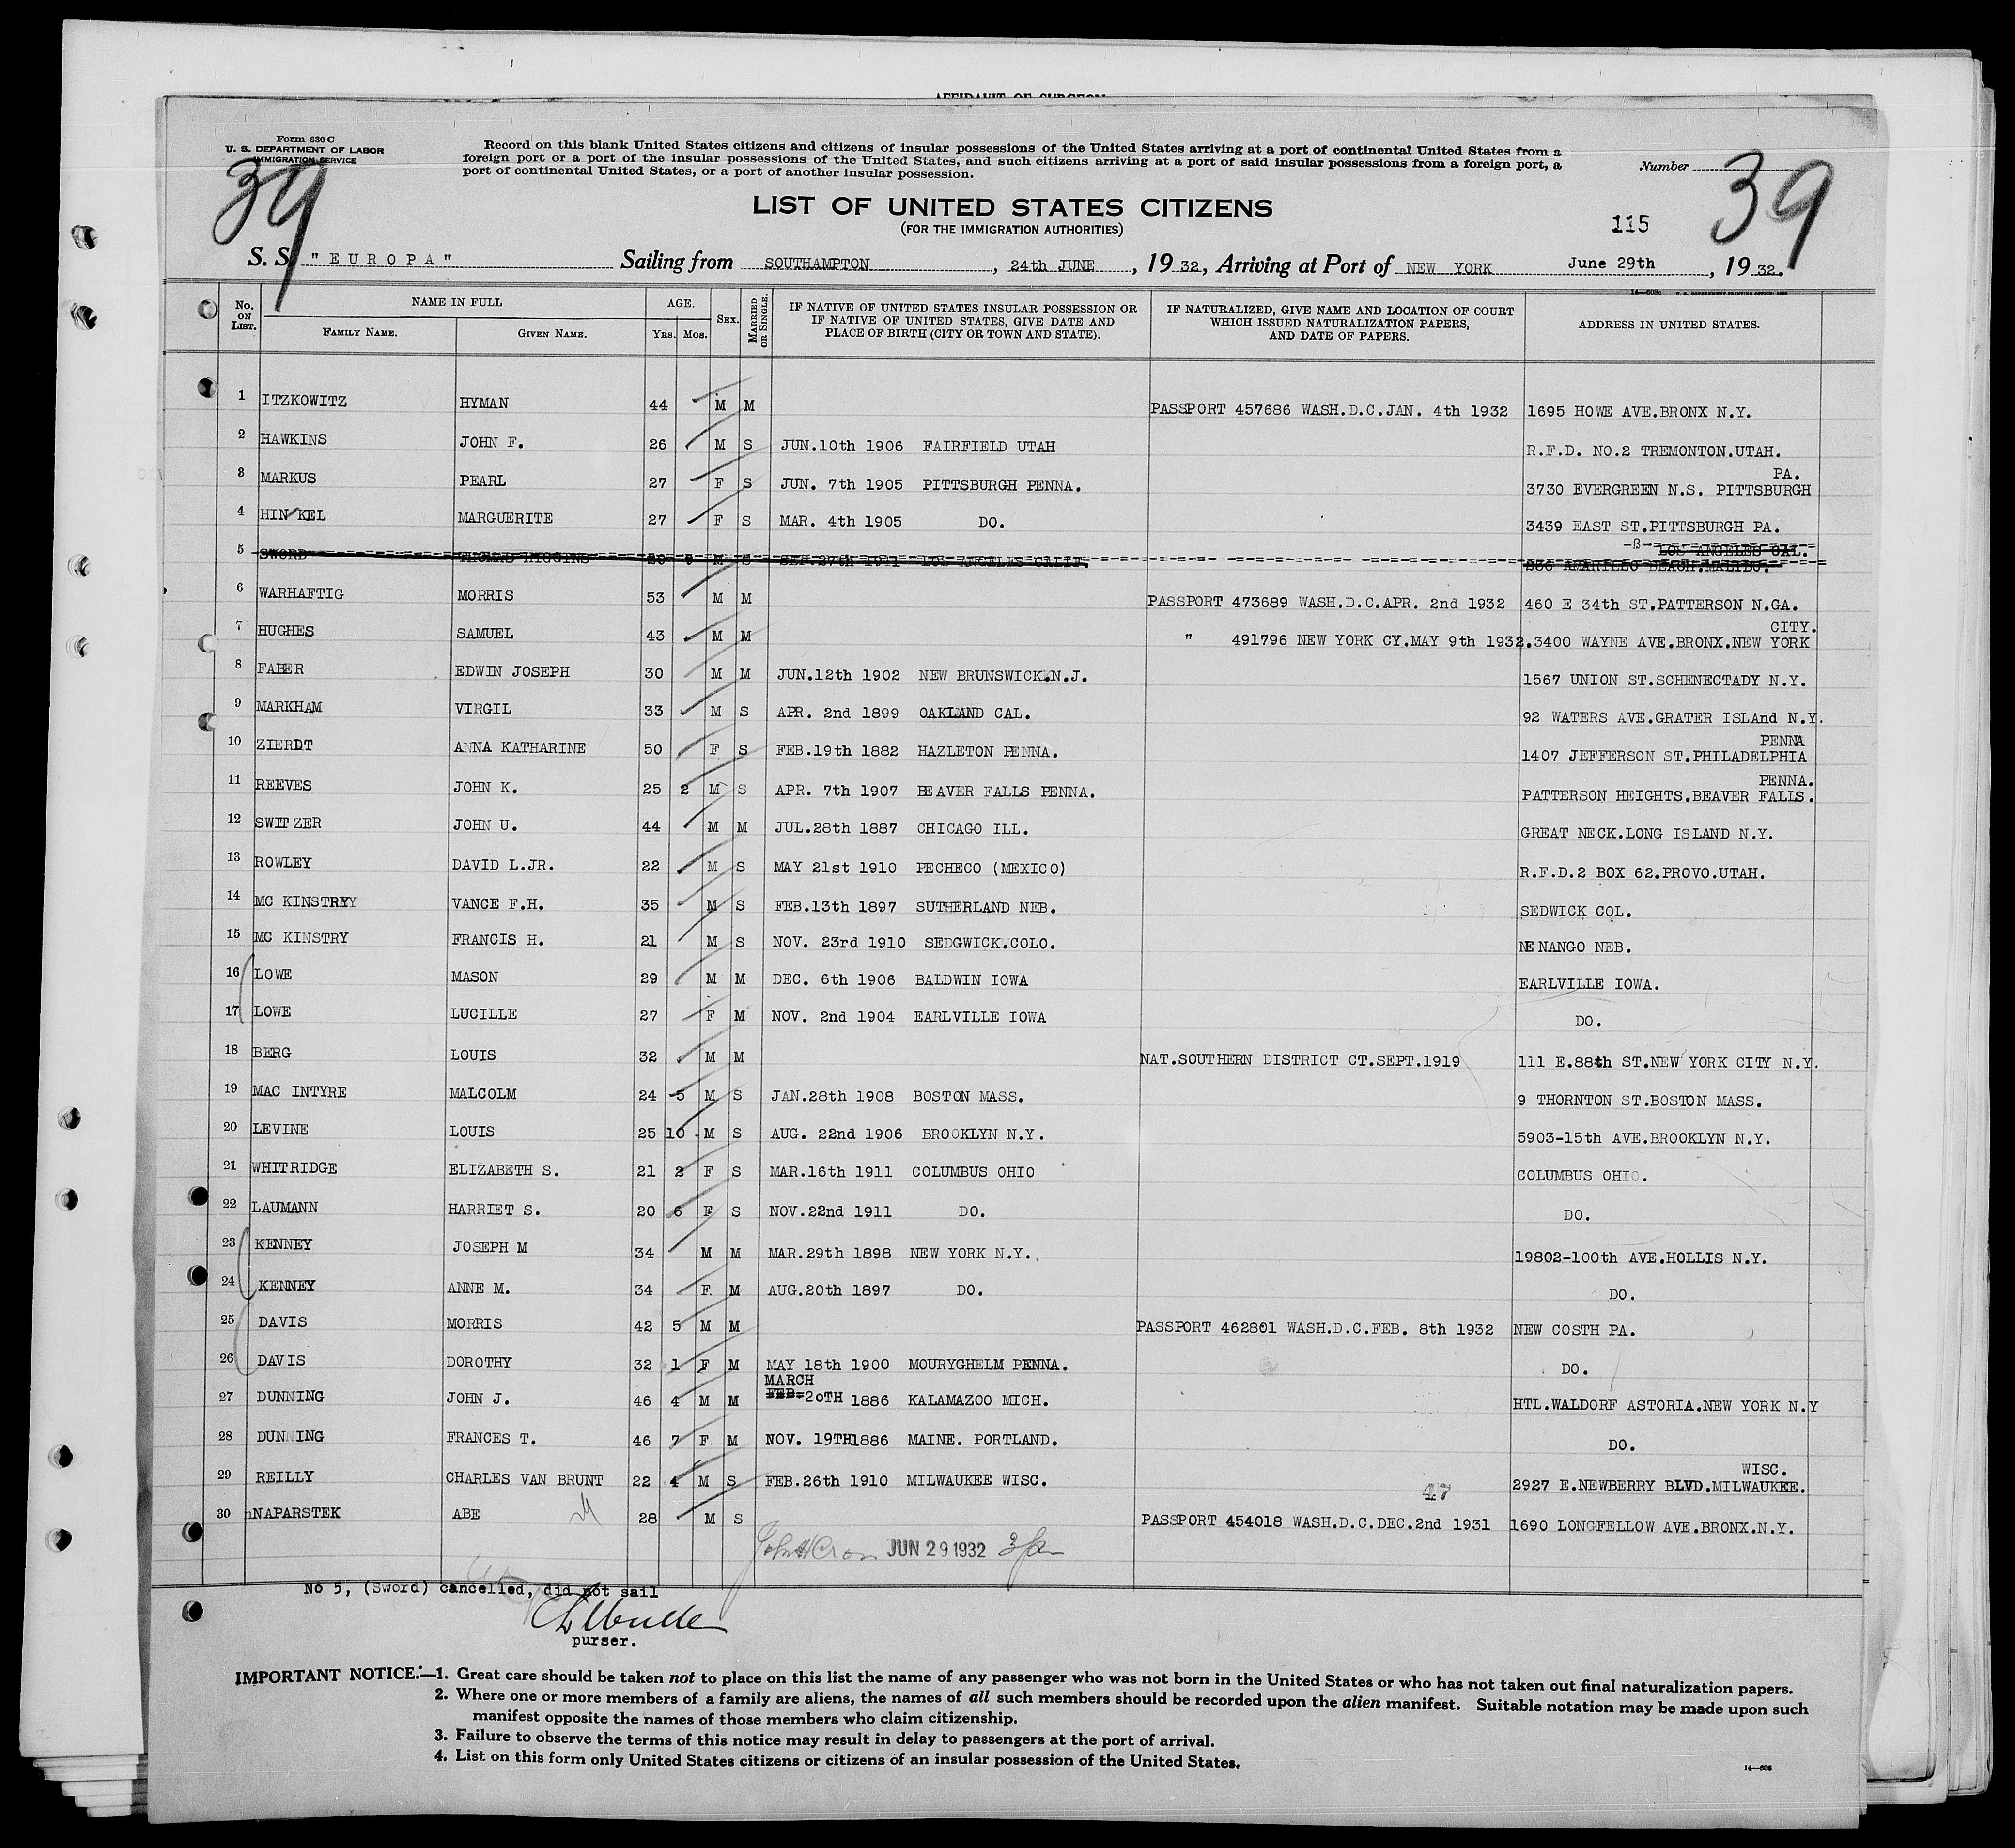 AFFIDAVIT OF SURGEON
Form 630 C
U. S. DEPARTMENT OF LABOR
IMMIGRATION SERVICE
39
Record on this blank United States citizens and citizens of insular possessions of the United States arriving at a port of continental United States from a
foreign port or a port of the insular possessions of the United States, and such citizens arriving at a port of said insular possessions from a foreign port, a
port of continental United States, or a port of another insular possession.
Number
39
LIST OF UNITED STATES CITIZENS
(FOR THE IMMIGRATION AUTHORITIES)
115
S. S. "EUROPA" Sailing from SOUTHAMPTON, 24th JUNE, 1932, Arriving at Port of NEW YORK June 29th, 1932.
14—608c U. S. GOVERNMENT PRINTING OFFICE
No. ON LIST. NAME IN FULL FAMILY NAME. GIVEN NAME. AGE. Yrs. Mos. SEX. MARRIED OR SINGLE. IF NATIVE OF UNITED STATES INSULAR POSSESSION OR IF NATIVE OF UNITED STATES, GIVE DATE AND PLACE OF BIRTH (CITY OR TOWN AND STATE). IF NATURALIZED, GIVE NAME AND LOCATION OF COURT WHICH ISSUED NATURALIZATION PAPERS, AND DATE OF PAPERS. ADDRESS IN UNITED STATES.
1 ITZKOWITZ HYMAN 44 M M PASSPORT 457686 WASH.D.C.JAN. 4th 1932 1695 HOWE AVE.BRONX N.Y.
2 HAWKINS JOHN F. 26 M S JUN.10th 1906 FAIRFIELD UTAH R.F.D. NO.2 TREMONTON.UTAH.
3 MARKUS PEARL 27 F S JUN. 7th 1905 PITTSBURGH PENNA. 3730 EVERGREEN N.S. PITTSBURGH PA.
4 HINKEL MARGUERITE 27 F S MAR. 4th 1905 DO. 3439 EAST ST.PITTSBURGH PA.
5 SWORD THOMAS HIGGINS 20 9 M S SEP.27th 1911 LOS ANGELES CALIF. AMARILLO BEACH.MALIBU. LOS ANGELES CAL.
6 WARHAFTIG MORRIS 53 M M PASSPORT 473689 WASH.D.C.APR. 2nd 1932 460 E 34th ST.PATTERSON N.GA.
7 HUGHES SAMUEL 43 M M " 491796 NEW YORK CY.MAY 9th 1932. 3400 WAYNE AVE.BRONX.NEW YORK CITY.
8 FABER EDWIN JOSEPH 30 M M JUN.12th 1902 NEW BRUNSWICK.N.J. 1567 UNION ST.SCHENECTADY N.Y.
9 MARKHAM VIRGIL 33 M S APR. 2nd 1899 OAKLAND CAL. 92 WATERS AVE.GRATER ISLAnd N.Y.
10 ZIERDT ANNA KATHARINE 50 F S FEB.19th 1882 HAZLETON PENNA. 1407 JEFFERSON ST.PHILADELPHIA PENNA
11 REEVES JOHN K. 25 2 M S APR. 7th 1907 BEAVER FALLS PENNA. PATTERSON HEIGHTS.BEAVER FALLS. PENNA.
12 SWITZER JOHN U. 44 M M JUL.28th 1887 CHICAGO ILL. GREAT NECK.LONG ISLAND N.Y.
13 ROWLEY DAVID L.JR. 22 M S MAY 21st 1910 PECHECO (MEXICO) R.F.D.2 BOX 62.PROVO.UTAH.
14 MC KINSTRYY VANCE F.H. 35 M S FEB.13th 1897 SUTHERLAND NEB. SEDWICK COL.
15 MC KINSTRY FRANCIS H. 21 M S NOV. 23rd 1910 SEDGWICK.COLO. NENANGO NEB.
16 LOWE MASON 29 M M DEC. 6th 1906 BALDWIN IOWA EARLVILLE IOWA.
17 LOWE LUCILLE 27 F M NOV. 2nd 1904 EARLVILLE IOWA DO.
18 BERG LOUIS 32 M M NAT.SOUTHERN DISTRICT CT.SEPT.1919 111 E.88th ST.NEW YORK CITY N.Y.
19 MAC INTYRE MALCOLM 24 5 M S JAN.28th 1908 BOSTON MASS. 9 THORNTON ST.BOSTON MASS.
20 LEVINE LOUIS 25 10 M S AUG. 22nd 1906 BROOKLYN N.Y. 5903-15th AVE.BROOKLYN N.Y.
21 WHITRIDGE ELIZABETH S. 21 2 F S MAR.16th 1911 COLUMBUS OHIO COLUMBUS OHIO.
22 LAUMANN HARRIET S. 20 6 F S NOV.22nd 1911 DO. DO.
23 KENNEY JOSEPH M 34 M M MAR.29th 1898 NEW YORK N.Y. 19802-100th AVE.HOLLIS N.Y.
24 KENNEY ANNE M. 34 F M AUG.20th 1897 DO. DO.
25 DAVIS MORRIS 42 5 M M PASSPORT 462801 WASH.D.C.FEB. 8th 1932 NEW COSTH PA.
26 DAVIS DOROTHY 32 1 F M MAY 18th 1900 MOURYGHELM PENNA. DO.
27 DUNNING JOHN J. 46 4 M M MARCH FEB. 20TH 1886 KALAMAZOO MICH. HTL.WALDORF ASTORIA.NEW YORK N.Y
28 DUNNING FRANCES T. 46 7 F M NOV. 19TH 1886 MAINE. PORTLAND. DO.
29 REILLY CHARLES VAN BRUNT 22 4 M S FEB.26th 1910 MILWAUKEE WISC. 2927 E.NEWBERRY BLVD.MILWAUKEE. WISC.
47
30 NAPARSTEK ABE 28 M S PASSPORT 454018 WASH.D.C.DEC.2nd 1931 1690 LONGFELLOW AVE.BRONX.N.Y.
JUN 29 1932
No 5, (Sword) cancelled, did not sail
purser.
IMPORTANT NOTICE.—1. Great care should be taken not to place on this list the name of any passenger who was not born in the United States or who has not taken out final naturalization papers.
2. Where one or more members of a family are aliens, the names of all such members should be recorded upon the alien manifest. Suitable notation may be made upon such
manifest opposite the names of those members who claim citizenship.
3. Failure to observe the terms of this notice may result in delay to passengers at the port of arrival.
4. List on this form only United States citizens or citizens of an insular possession of the United States.
14—608